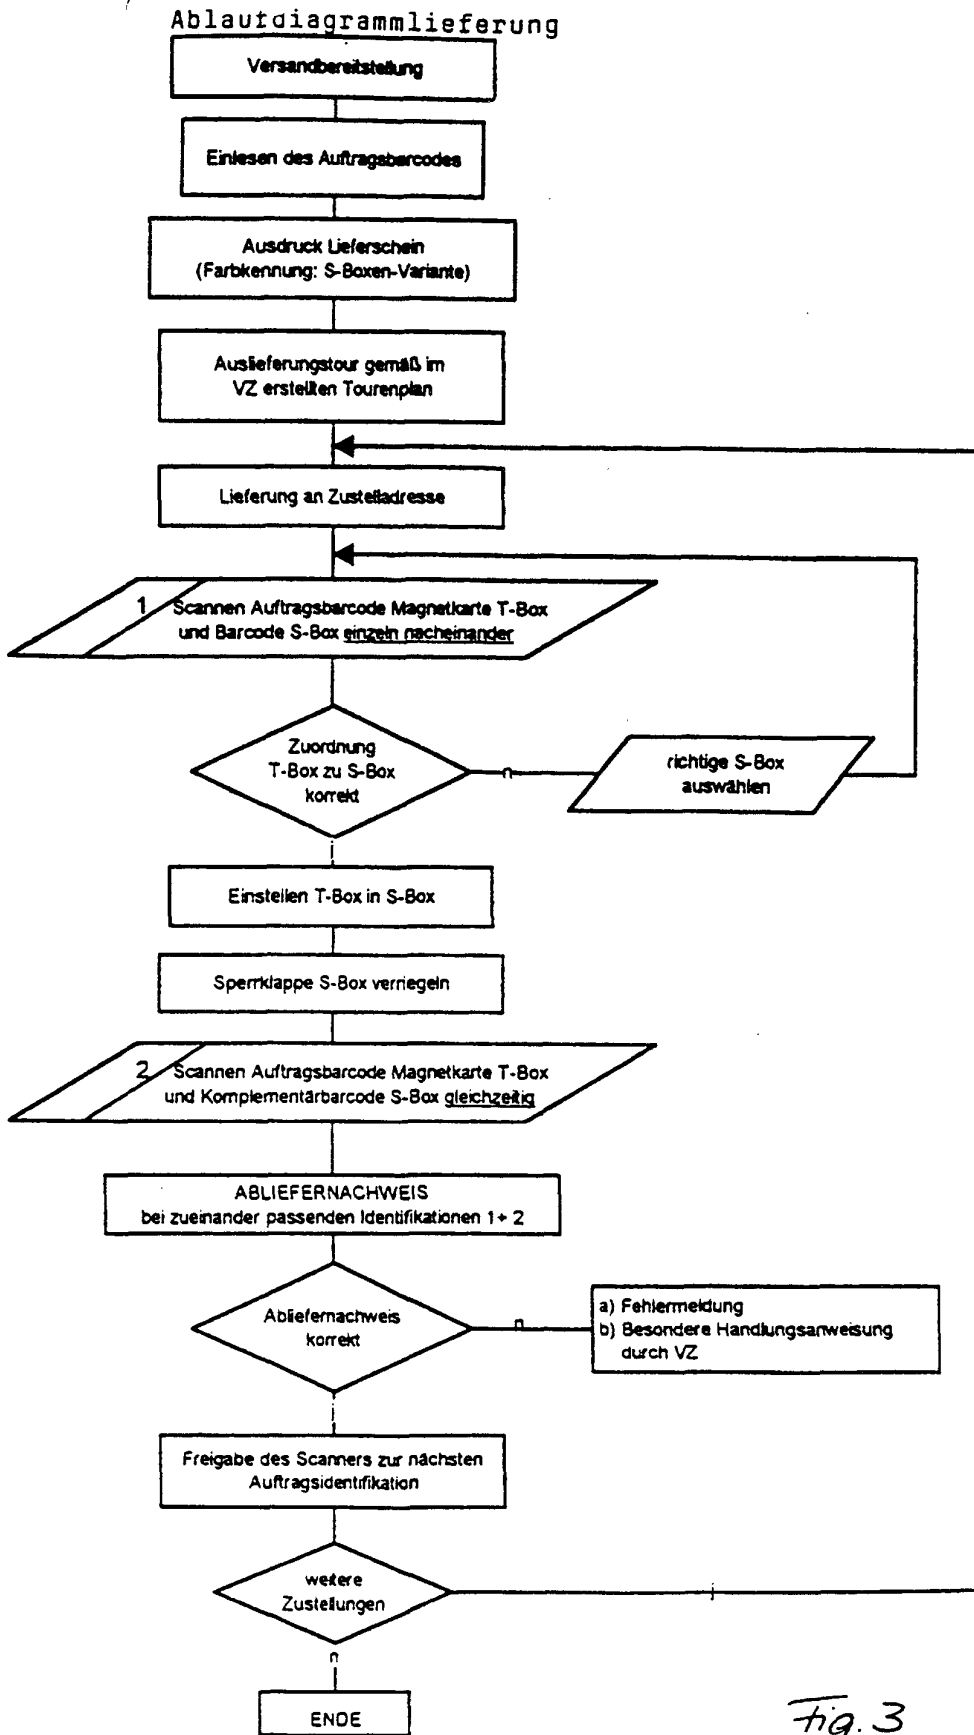 Ablaufdiagrammlieferung
Versandbereitstellung
Einlesen des Auftragsbarcodes
Ausdruck Lieferschein
(Farbkennung: S-Boxen-Variante)
Auslieferungstour gemäß im
VZ erstellten Tourenplan
Lieferung an Zustelladresse
1 Scannen Auftragsbarcode Magnetkarte T-Box
und Barcode S-Box einzeln nacheinander
Zuordnung
T-Box zu S-Box
korrekt
n
richtige S-Box
auswählen
j
Einstellen T-Box in S-Box
Sperrklappe S-Box verriegeln
2 Scannen Auftragsbarcode Magnetkarte T-Box
und Komplementärbarcode S-Box gleichzeitig
ABLIEFERNACHWEIS
bei zueinander passenden Identifikationen 1+ 2
Abliefernachweis
korrekt
n
a) Fehlermeldung
b) Besondere Handlungsanweisung
durch VZ
j
Freigabe des Scanners zur nächsten
Auftragsidentifikation
weitere
Zustellungen
j
n
ENDE
Fig. 3